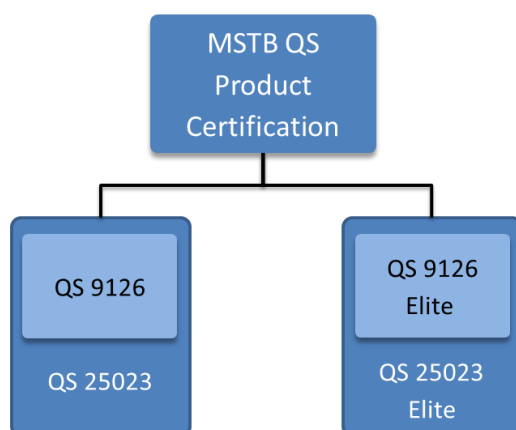 MSTB QS
Product
Certification
QS 9126
QS 25023
QS 9126
Elite
QS 25023
Elite